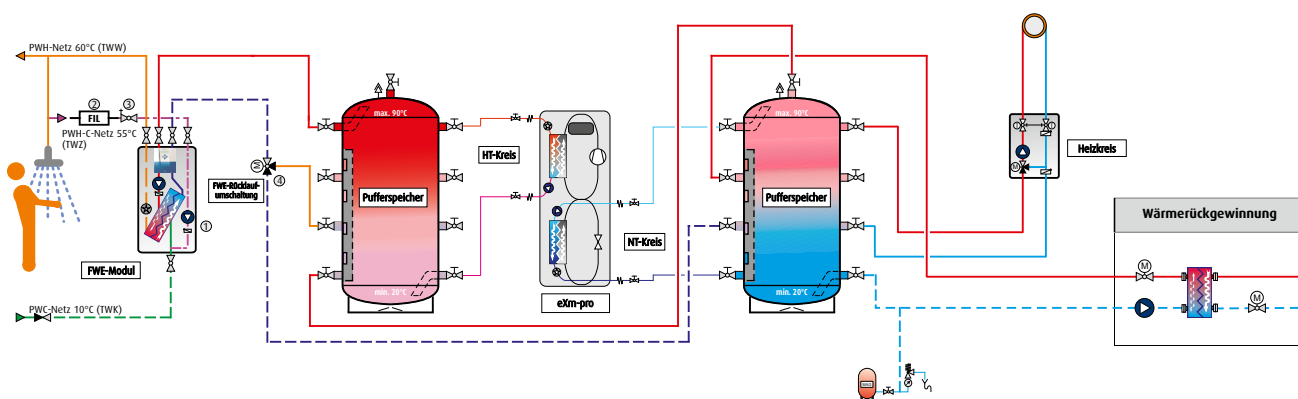 PWH-Netz 60°C (TWW)
②
③
FIL
PWH-C-Netz 55°C
(TWZ)
M
④
FWE-Rücklauf-
umschaltung
①
FWE-Modul
PWC-Netz 10°C (TWK)
max. 90°C
Pufferspeicher
min. 20°C
HT-Kreis
NT-Kreis
eXm-pro
max. 90°C
Pufferspeicher
min. 20°C
M
Heizkreis
Wärmerückgewinnung
M
M